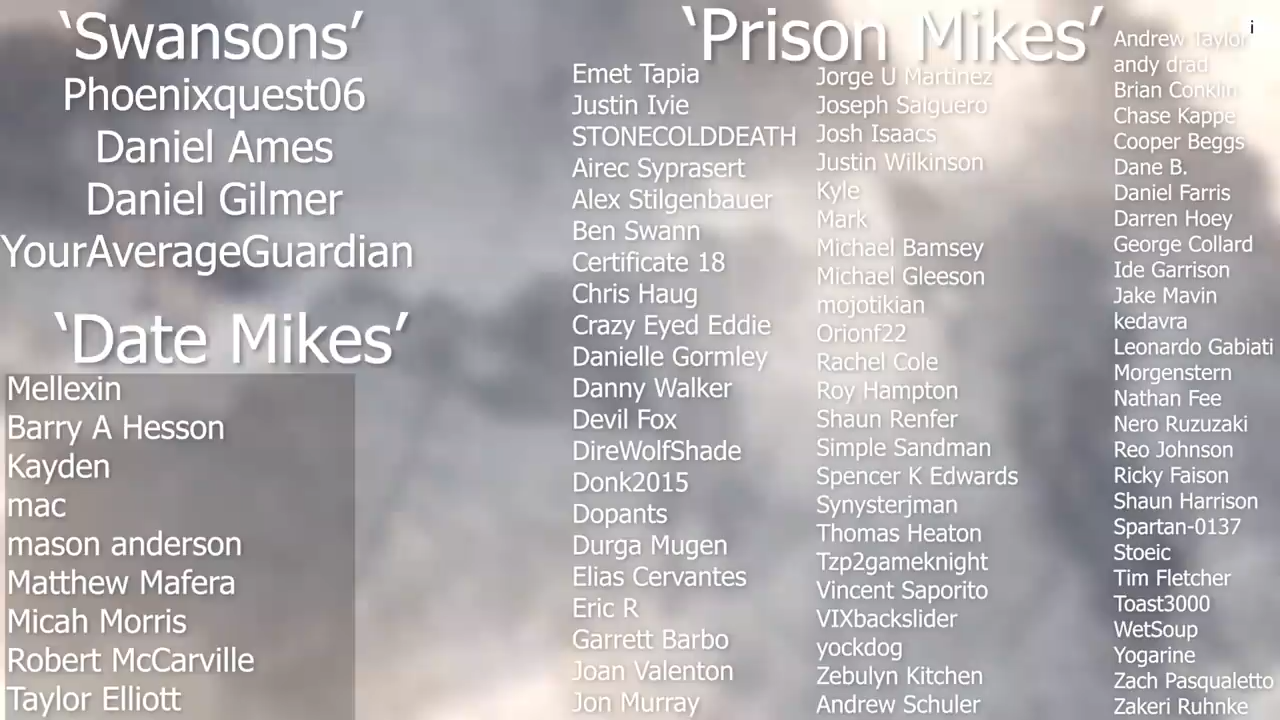 ‘Swansons’
Phoenixquest06
Daniel Ames
Daniel Gilmer
YourAverageGuardian
‘Date Mikes’
Mellexin
Barry A Hesson
Kayden
mac
mason anderson
Matthew Mafera
Micah Morris
Robert McCarville
Taylor Elliott
‘Prison Mikes’
Emet Tapia
Justin Ivie
STONECOLDDEATH
Airec Syprasert
Alex Stilgenbauer
Ben Swann
Certificate 18
Chris Haug
Crazy Eyed Eddie
Danielle Gormley
Danny Walker
Devil Fox
DireWolfShade
Donk2015
Dopants
Durga Mugen
Elias Cervantes
Eric R
Garrett Barbo
Joan Valenton
Jon Murray
Jorge U Martinez
Joseph Salguero
Josh Isaacs
Justin Wilkinson
Kyle
Mark
Michael Bamsey
Michael Gleeson
mojotikian
Orionf22
Rachel Cole
Roy Hampton
Shaun Renfer
Simple Sandman
Spencer K Edwards
Synysterjman
Thomas Heaton
Tzp2gameknight
Vincent Saporito
VIXbackslider
yockdog
Zebulyn Kitchen
Andrew Schuler
Andrew Taylor
andy drad
Brian Conklin
Chase Kappe
Cooper Beggs
Dane B.
Daniel Farris
Darren Hoey
George Collard
Ide Garrison
Jake Mavin
kedavra
Leonardo Gabiati
Morgenstern
Nathan Fee
Nero Ruzuzaki
Reo Johnson
Ricky Faison
Shaun Harrison
Spartan-0137
Stoeic
Tim Fletcher
Toast3000
WetSoup
Yogarine
Zach Pasqualetto
Zakeri Ruhnke
i